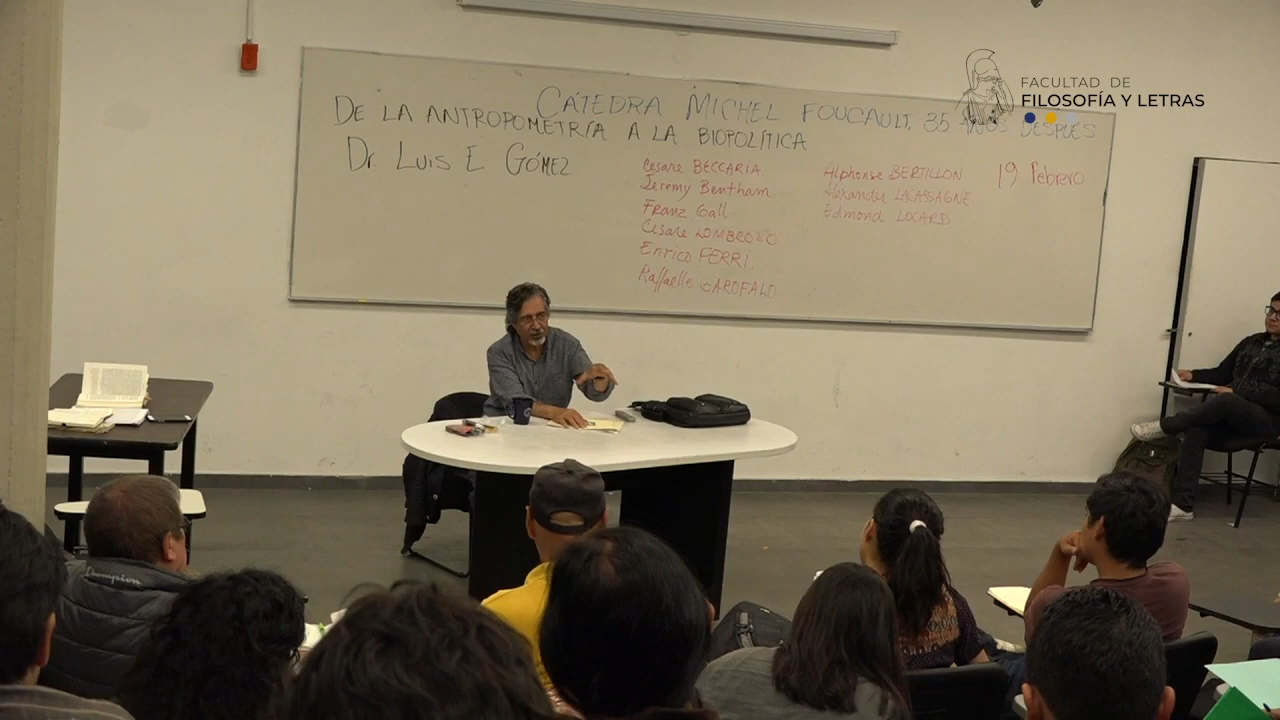 FACULTAD DE
FILOSOFÍA Y LETRAS
CÁTEDRA MICHEL FOUCAULT, 35 AÑOS DESPUÉS
DE LA ANTROPOMETRÍA A LA BIOPOLÍTICA
Dr LUIS E GÓMEZ
Cesare BECCARIA
Jeremy Bentham
Franz Gall
Cesare LOMBROSO
Enrico FERRI.
Raffaelle GAROFALO
Alphonse BERTILLON
Alexandre LACASSAGNE
Edmond LOCARD
19 Febrero
Champion